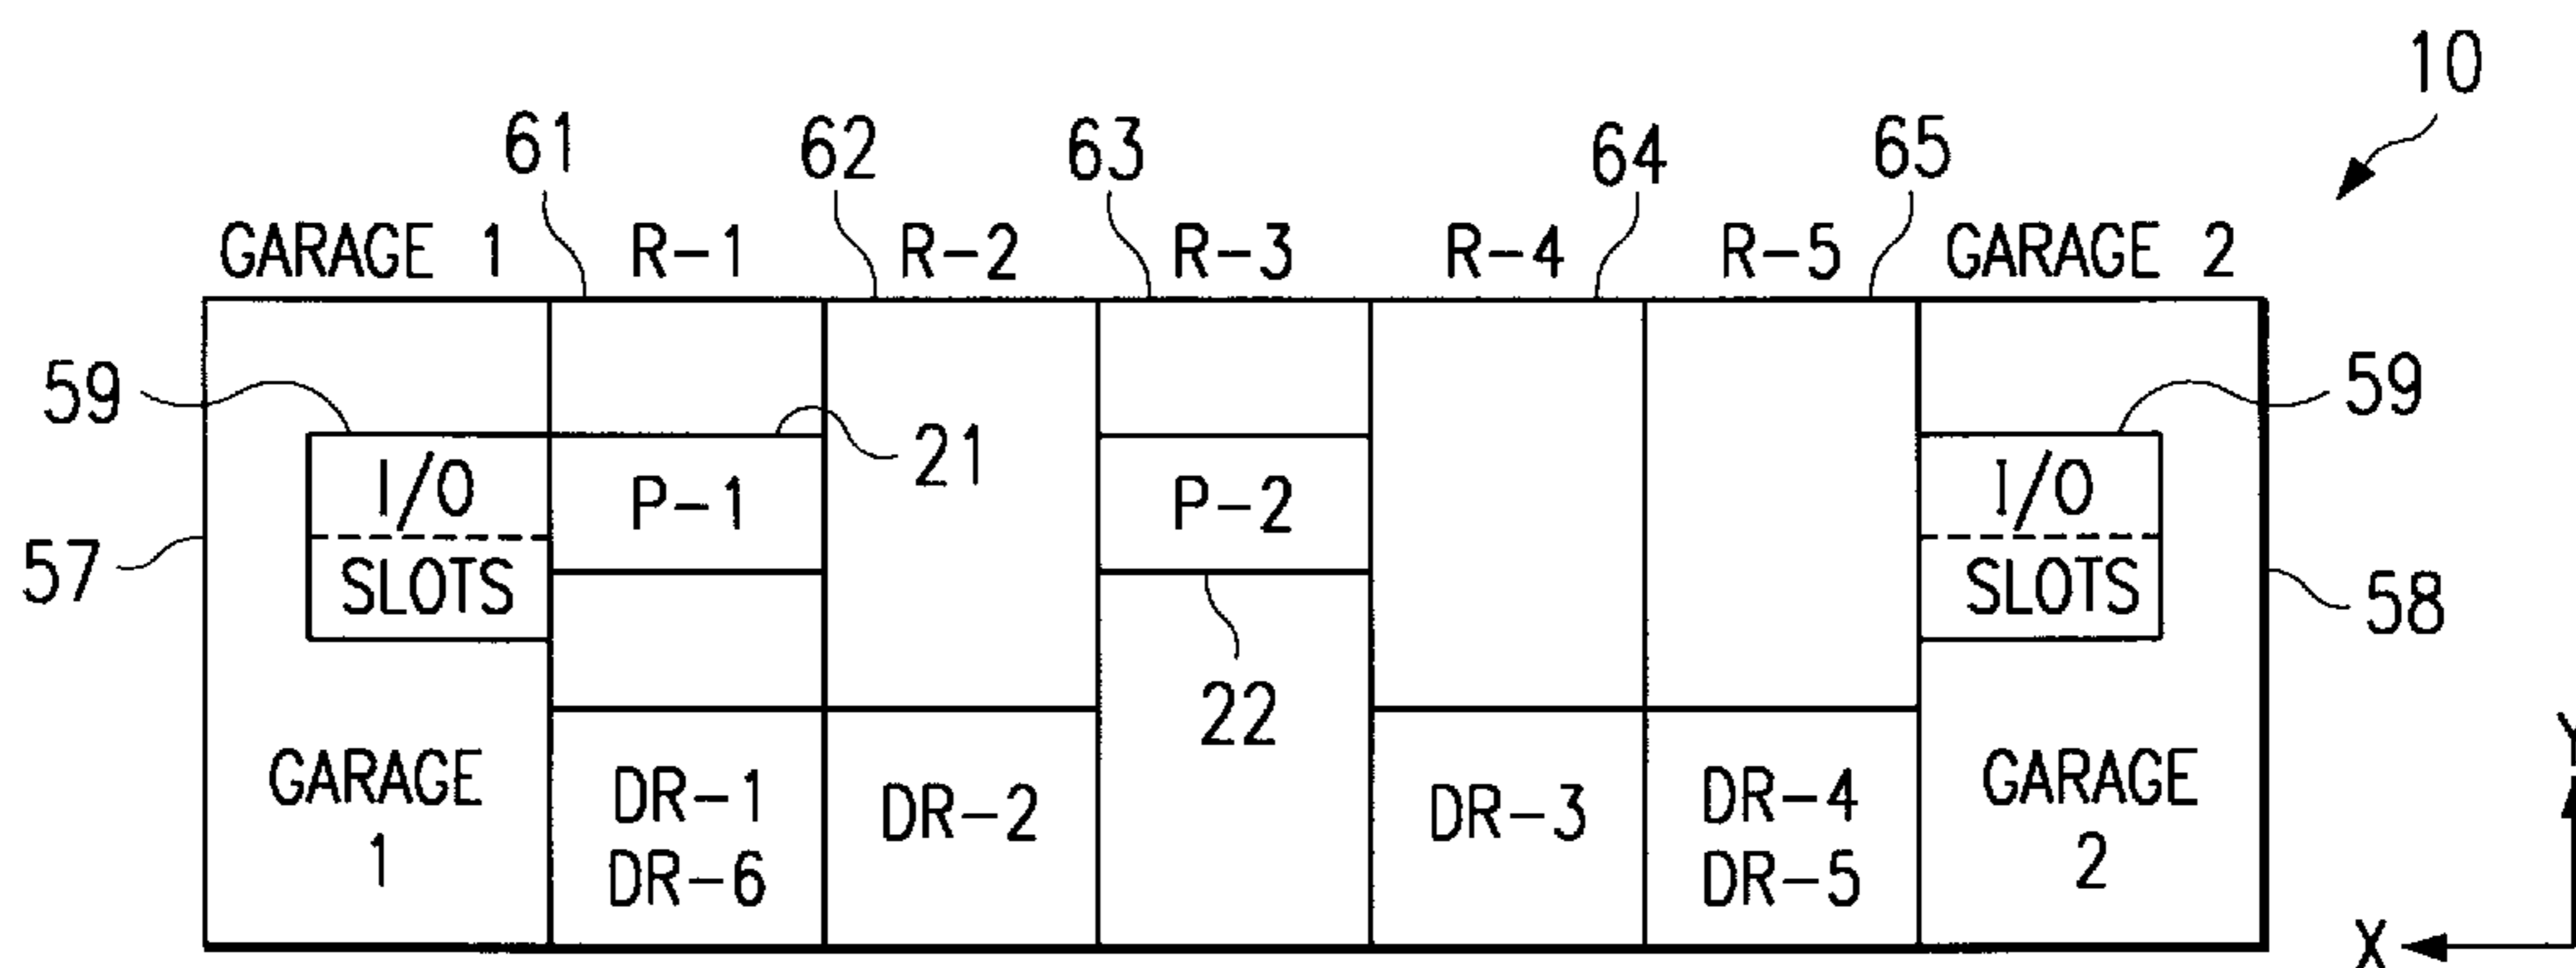 10
61 62 63 64 65
GARAGE 1 R-1 R-2 R-3 R-4 R-5 GARAGE 2
59 59
I/O P-1 21 P-2 I/O
57 SLOTS SLOTS 58
22
GARAGE 1 DR-1 DR-6 DR-2 DR-3 DR-4 DR-5 GARAGE 2
Y
X